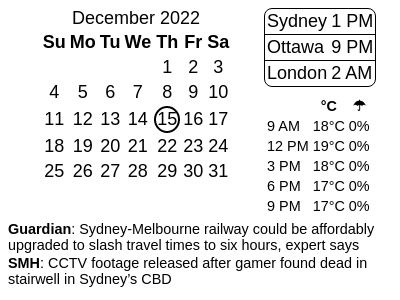 December 2022
Su Mo Tu We Th Fr Sa
1 2 3
4 5 6 7 8 9 10
11 12 13 14 15 16 17
18 19 20 21 22 23 24
25 26 27 28 29 30 31
Sydney 1 PM
Ottawa 9 PM
London 2 AM
°C ☂
9 AM 18°C 0%
12 PM 19°C 0%
3 PM 18°C 0%
6 PM 17°C 0%
9 PM 17°C 0%
Guardian: Sydney-Melbourne railway could be affordably
upgraded to slash travel times to six hours, expert says
SMH: CCTV footage released after gamer found dead in
stairwell in Sydney’s CBD